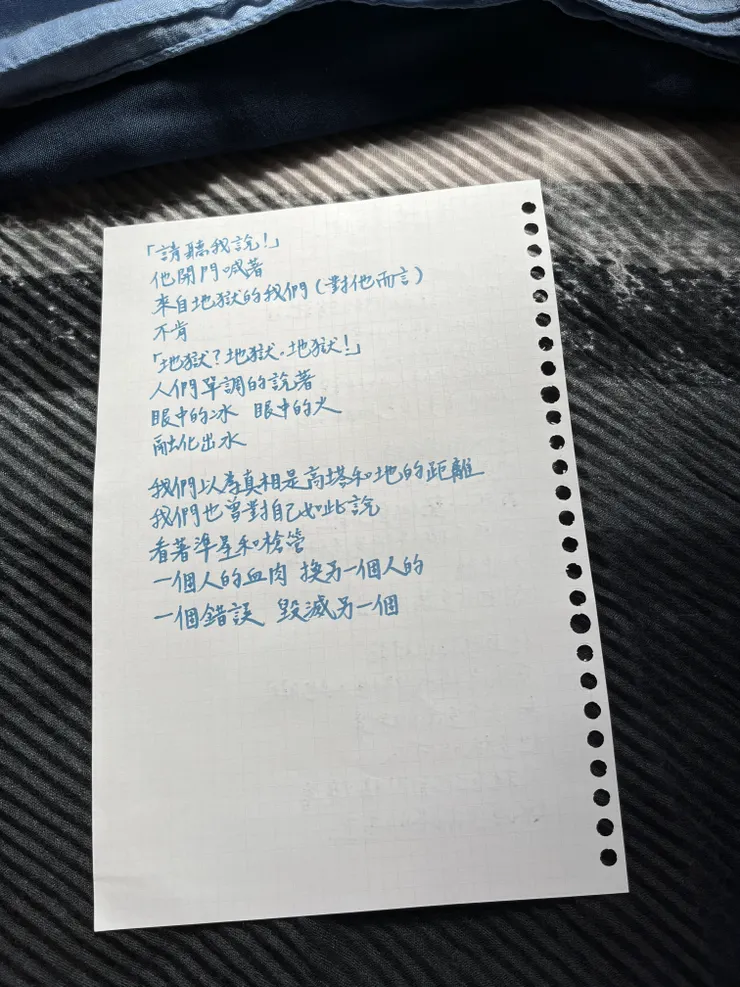 「請聽我說！」
他開門喊著
來自地獄的我們（對他而言）
不肯
「地獄？地獄，地獄！」
人們單調的說著
眼中的冰 眼中的火
融化出水
我們以為真相是高塔和地的距離
我們也曾對自己如此說
看著準星和槍管
一個人的血肉 換另一個人的
一個錯誤 毀滅另一個